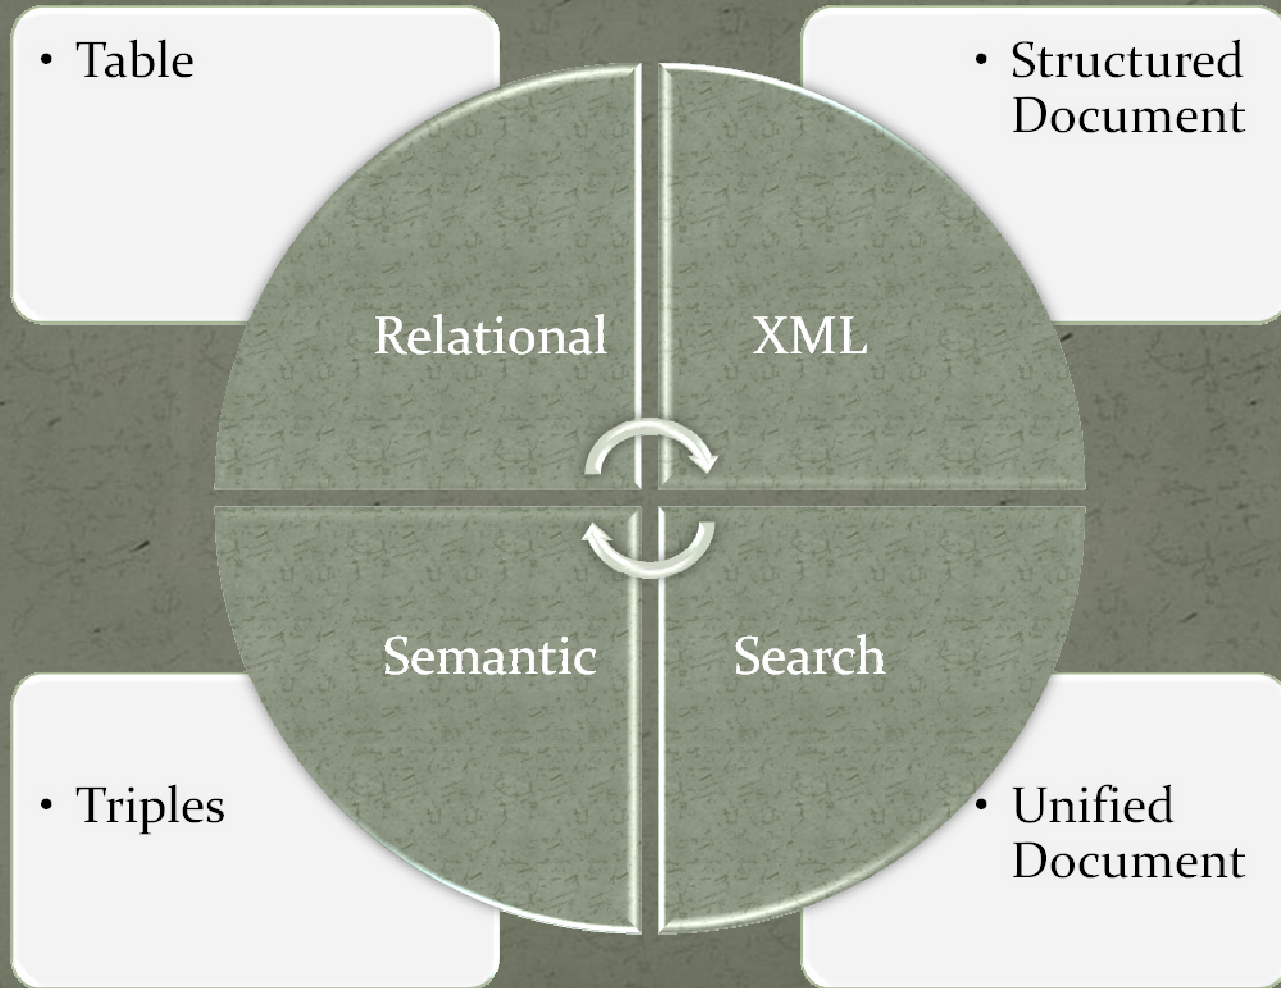 • Table
• Structured
Document
Relational
XML
Semantic
Search
• Triples
• Unified
Document